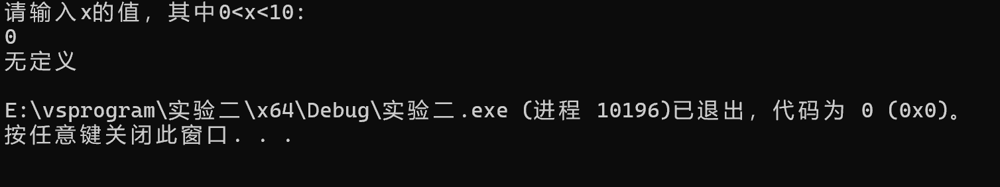 请输入x的值，其中0<x<10:
0
无定义
E:\vsprogram\实验二\x64\Debug\实验二.exe (进程 10196)已退出，代码为 0 (0x0)。
按任意键关闭此窗口. . .